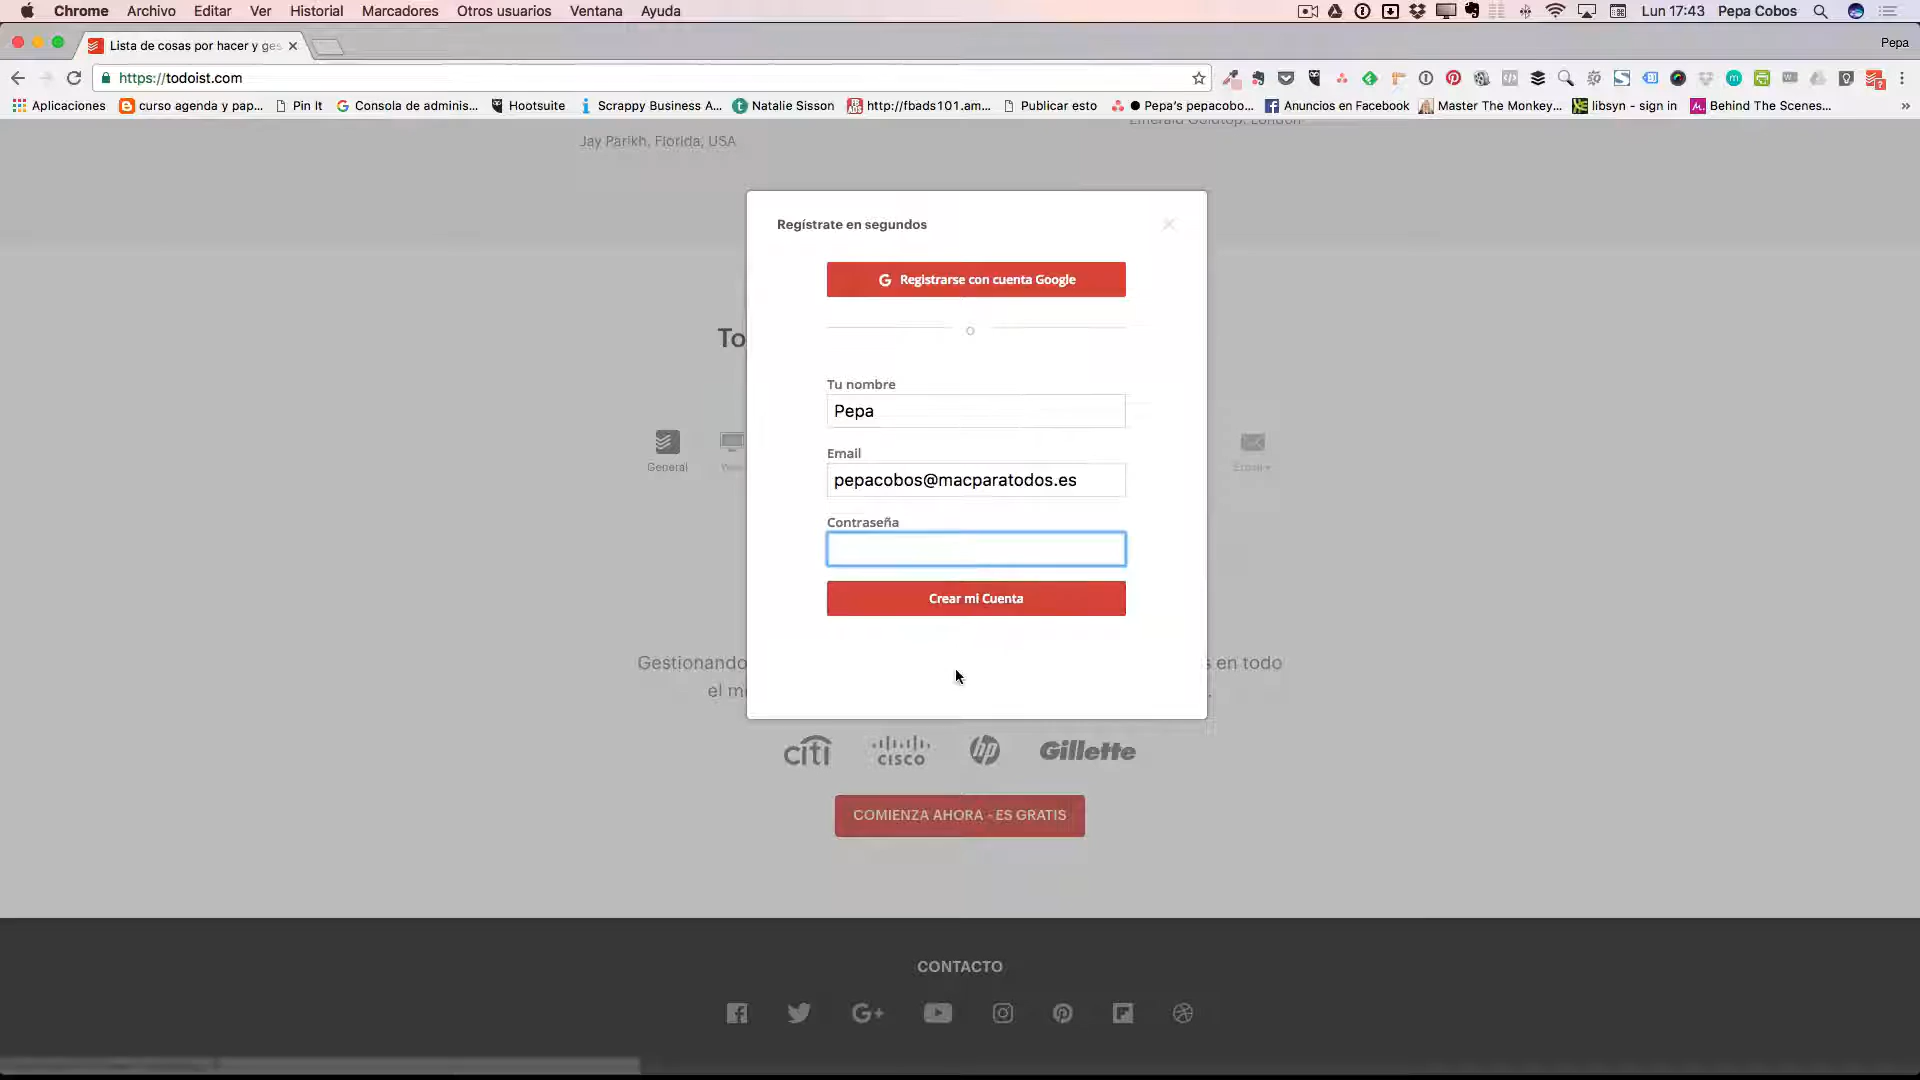 Chrome Archivo Editar Ver Historial Marcadores Otros usuarios Ventana Ayuda Lun 17:43 Pepa Cobos
Lista de cosas por hacer y ges Pepa
https://todoist.com
Aplicaciones curso agenda y pap... Pin It Consola de adminis... Hootsuite Scrappy Business A... Natalie Sisson http://fbads101.am... Publicar esto Pepa's pepacobo... Anuncios en Facebook Master The Monkey... libsyn - sign in Behind The Scenes...
Emerald Goldtop, London
Jay Parikh, Florida, USA
Regístrate en segundos
Registrarse con cuenta Google
o
To
Tu nombre
Pepa
General
Email
pepacobos@macparatodos.es
Contraseña
Crear mi Cuenta
Gestionando s en todo
el m
citi CISCO hp Gillette
COMIENZA AHORA - ES GRATIS
CONTACTO